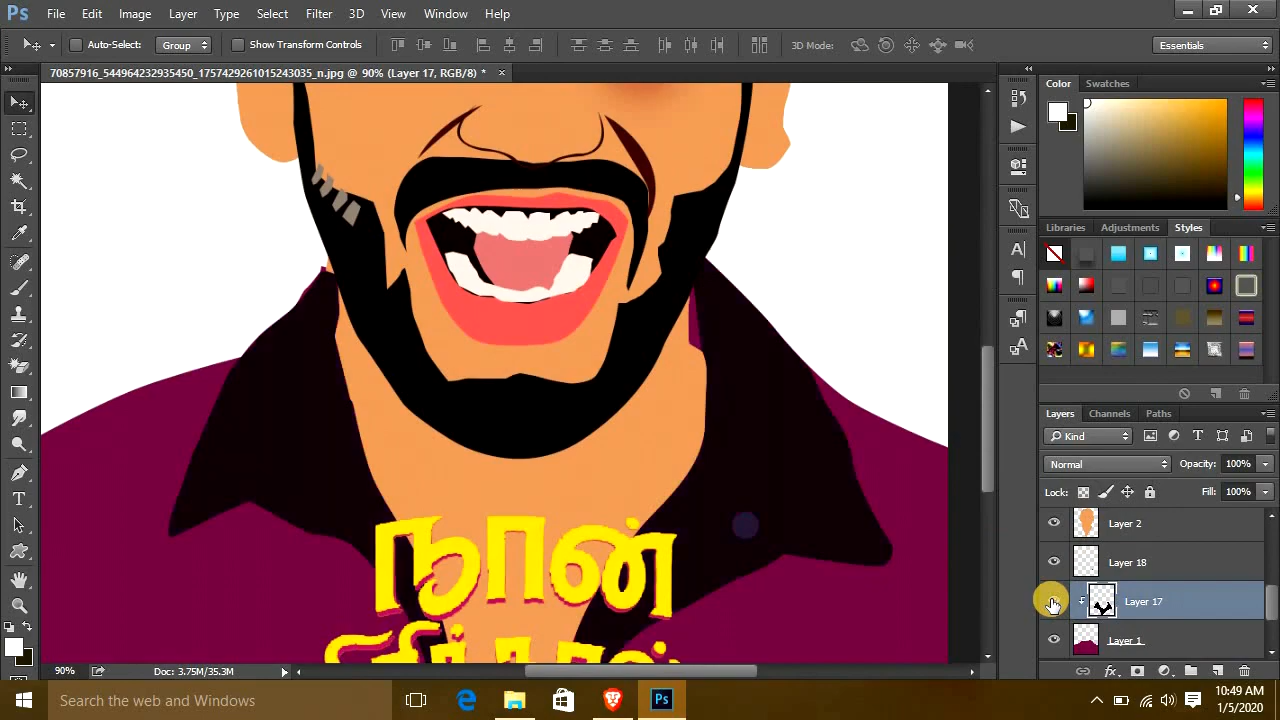 Ps File Edit Image Layer Type Select Filter 3D View Window Help
Auto-Select: Group Show Transform Controls 3D Mode: Essentials
70857916_544964232935450_1757429261015243035_n.jpg @ 90% (Layer 17, RGB/8) *
Color Swatches
Libraries Adjustments Styles
Layers Channels Paths
Kind
Normal Opacity: 100%
Lock: Fill: 100%
Layer 2
Layer 18
Layer 17
Layer 1
நான்
90% Doc: 3.75M/35.3M
Search the web and Windows
Ps
10:49 AM
1/5/2020